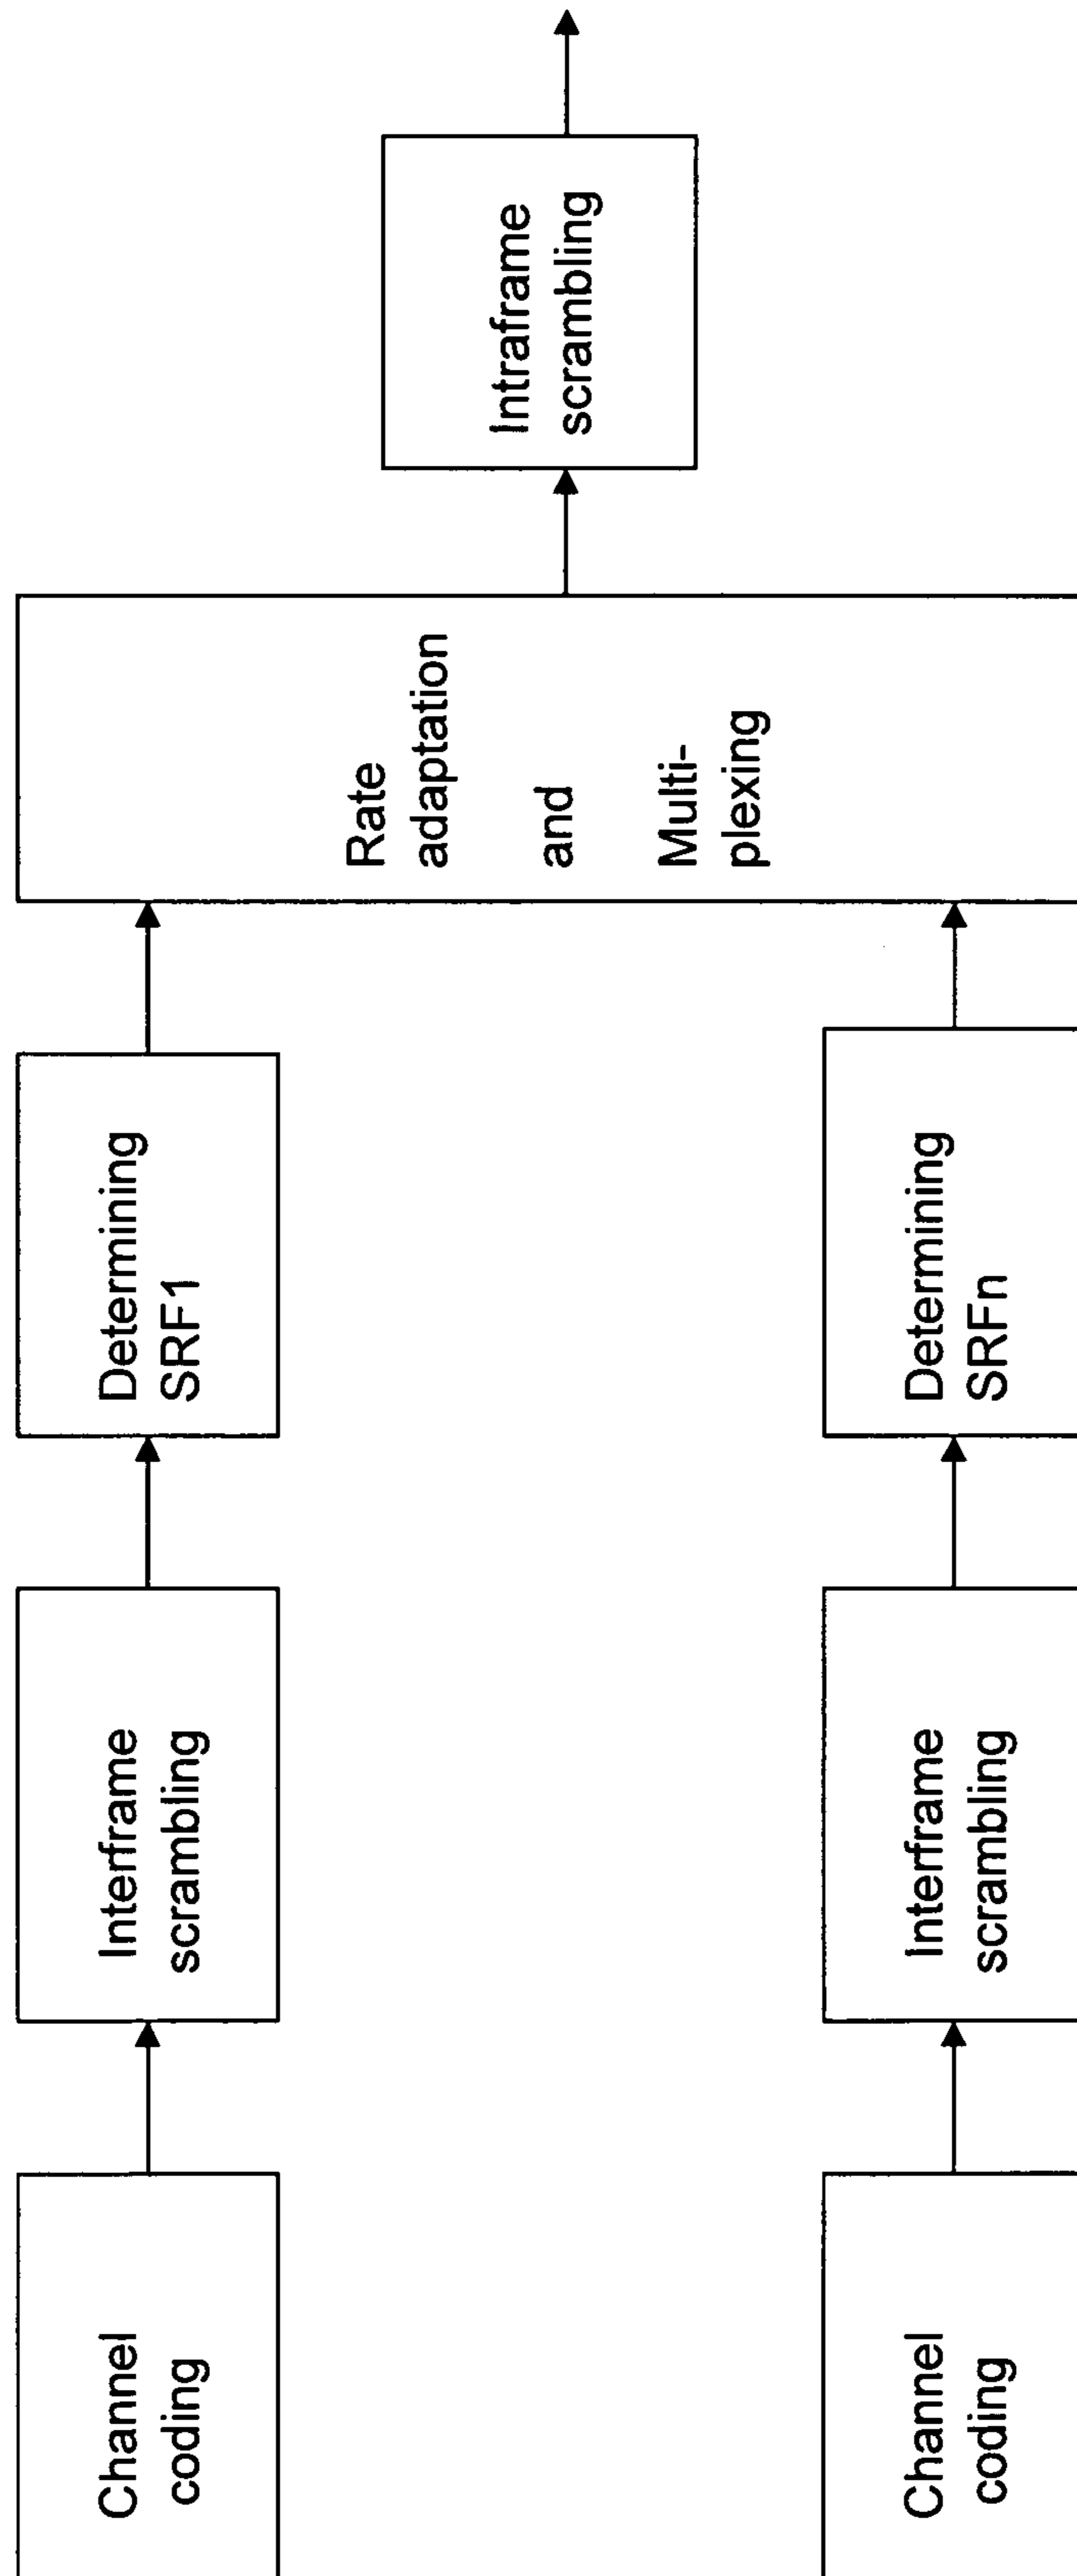 Channel
coding
Interframe
scrambling
Determining
SRF1
Channel
coding
Interframe
scrambling
Determining
SRFn
Rate
adaptation
and
Multi-
plexing
Intraframe
scrambling